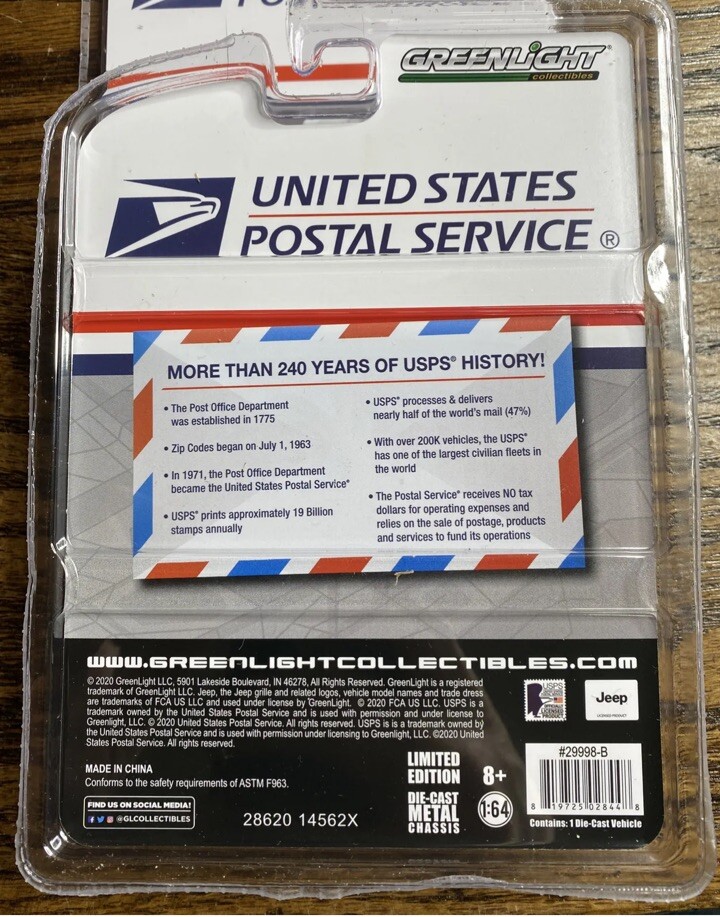 GREENLIGHT®
collectibles
UNITED STATES
POSTAL SERVICE ®
MORE THAN 240 YEARS OF USPS® HISTORY!
• The Post Office Department
was established in 1775
• Zip Codes began on July 1, 1963
• In 1971, the Post Office Department
became the United States Postal Service®
• USPS® prints approximately 19 Billion
stamps annually
• USPS® processes & delivers
nearly half of the world's mail (47%)
• With over 200K vehicles, the USPS®
has one of the largest civilian fleets in
the world
• The Postal Service® receives NO tax
dollars for operating expenses and
relies on the sale of postage, products
and services to fund its operations
www.GREENLIGHTCOLLECTIBLES.com
© 2020 GreenLight LLC, 5901 Lakeside Boulevard, IN 46278, All Rights Reserved. GreenLight is a registered
trademark of GreenLight LLC. Jeep, the Jeep grille and related logos, vehicle model names and trade dress
are trademarks of FCA US LLC and used under license by GreenLight. © 2020 FCA US LLC. USPS is a
trademark owned by the United States Postal Service and is used with permission and under license to
Greenlight, LLC. © 2020 United States Postal Service. All rights reserved. USPS is a trademark owned by
the United States Postal Service and is used with permission under licensing to Greenlight, LLC. ©2020 United
States Postal Service. All rights reserved.
Jeep
LICENSED PRODUCT
MADE IN CHINA
Conforms to the safety requirements of ASTM F963.
FIND US ON SOCIAL MEDIA!
@GLCOLLECTIBLES
28620 14562X
LIMITED
EDITION
8+
DIE-CAST
METAL
CHASSIS
1:64
#29998-B
8 19725 02844 8
Contains: 1 Die-Cast Vehicle